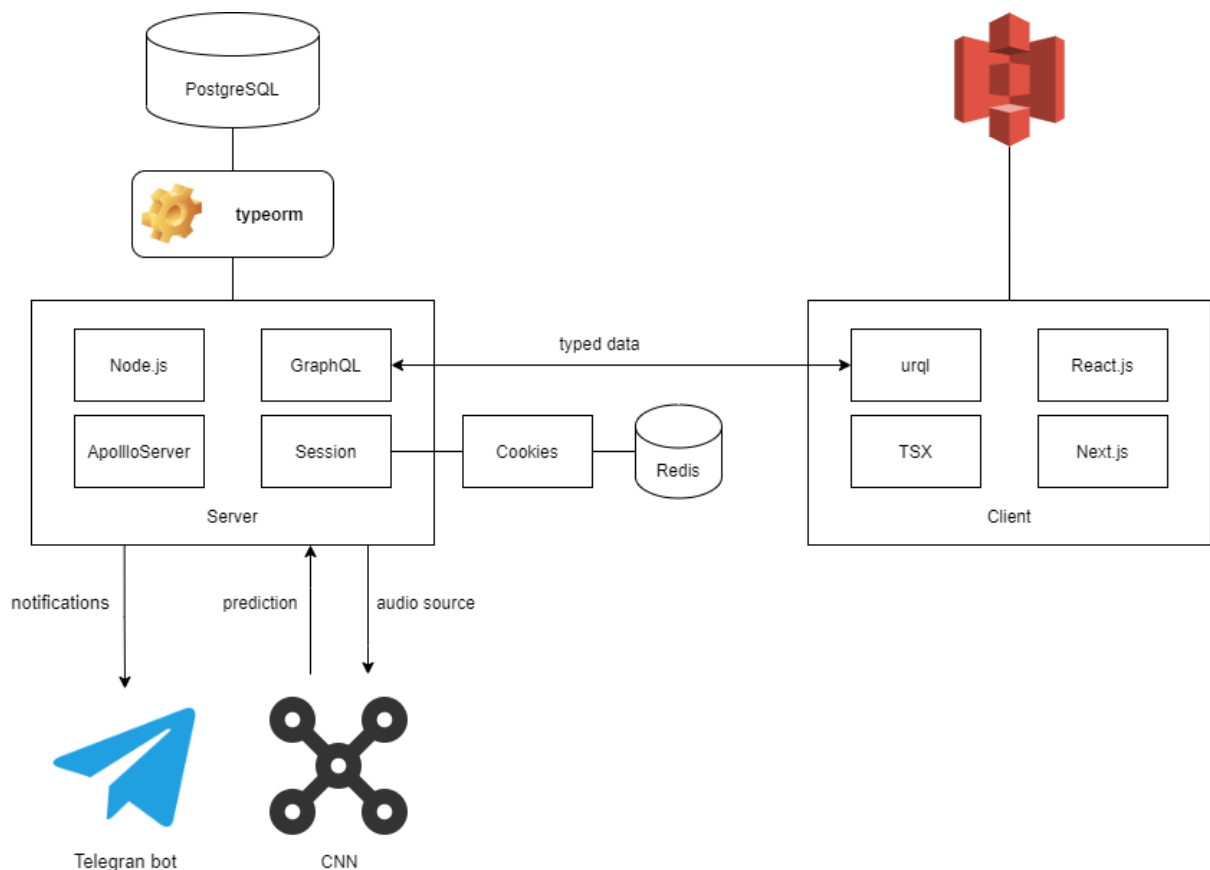 PostgreSQL
typeorm
Node.js
GraphQL
typed data
urql
React.js
ApollloServer
Session
Cookies
Redis
TSX
Next.js
Server
Client
notifications
prediction
audio source
Telegran bot
CNN